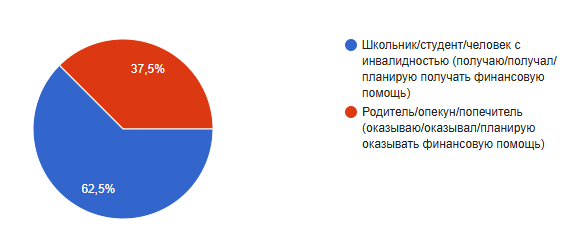 37,5%
62,5%
Школьник/студент/человек с
инвалидностью (получаю/получал/
планирую получать финансовую
помощь)
Родитель/опекун/попечитель
(оказываю/оказывал/планирую
оказывать финансовую помощь)